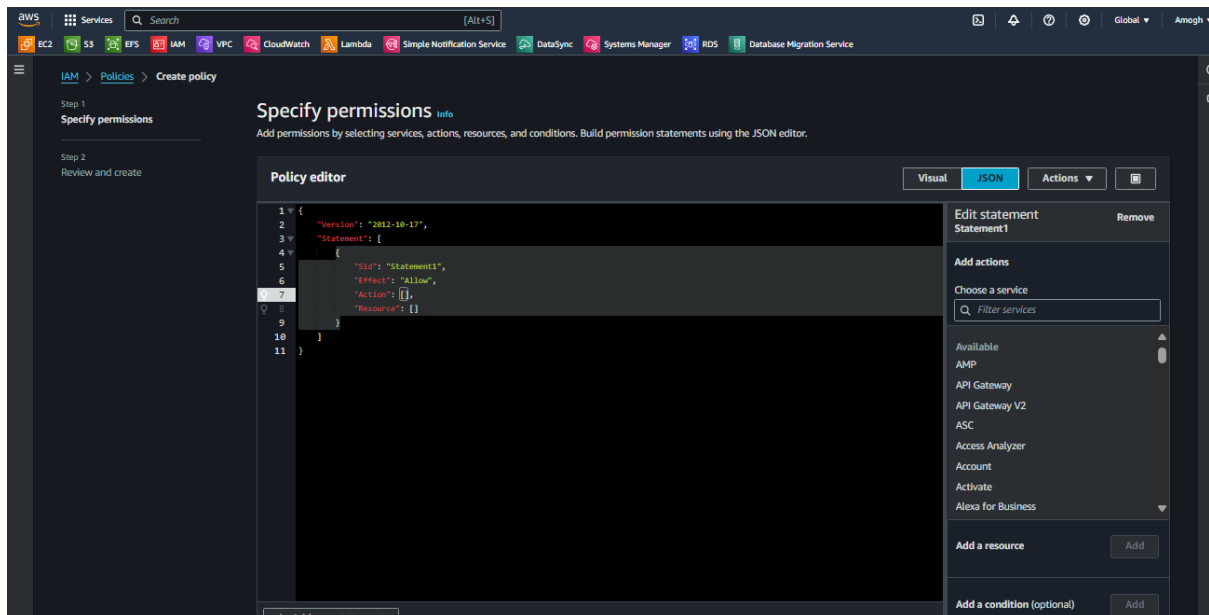 aws
Services
Search
[Alt+S]
Global
Amogh
EC2
S3
EFS
IAM
VPC
CloudWatch
Lambda
Simple Notification Service
DataSync
Systems Manager
RDS
Database Migration Service
IAM > Policies > Create policy
Step 1
Specify permissions
Step 2
Review and create
Specify permissions Info
Add permissions by selecting services, actions, resources, and conditions. Build permission statements using the JSON editor.
Policy editor
Visual
JSON
Actions
1 {
2 "Version": "2012-10-17",
3 "Statement": [
4 {
5 "Sid": "Statement1",
6 "Effect": "Allow",
7 "Action": [],
8 "Resource": []
9 }
10 ]
11 }
Edit statement
Statement1
Remove
Add actions
Choose a service
Filter services
Available
AMP
API Gateway
API Gateway V2
ASC
Access Analyzer
Account
Activate
Alexa for Business
Add a resource
Add
Add a condition (optional)
Add